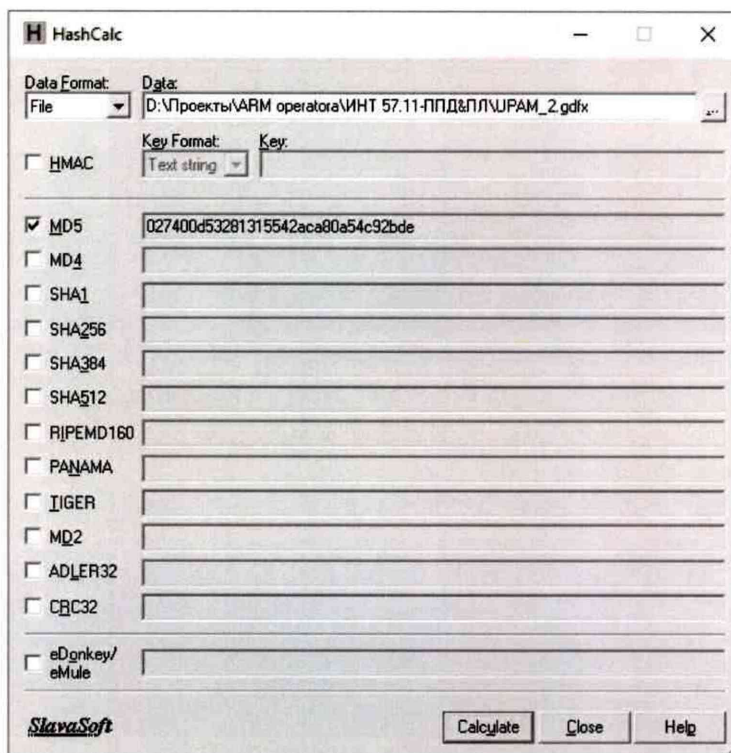 HashCalc
Data Format: Data:
File D:\Проекты\ARM operatora\ИНТ 57.11-ППД&ПЛ\UPAM_2.gdfx ...
Key Format: Key:
HMAC Text string
MD5 027400d53281315542aca80a54c92bde
MD4
SHA1
SHA256
SHA384
SHA512
RIPEMD160
PANAMA
TIGER
MD2
ADLER32
CRC32
eDonkey/
eMule
SlavaSoft Calculate Close Help